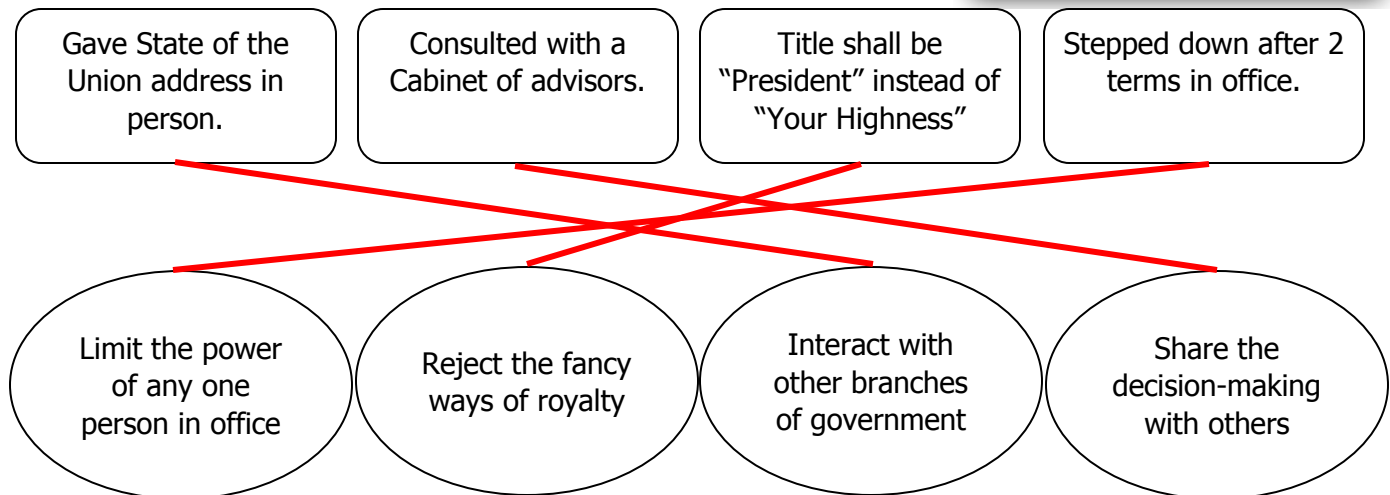 Gave State of the
Union address in
person.
Consulted with a
Cabinet of advisors.
Title shall be
“President” instead of
“Your Highness”
Stepped down after 2
terms in office.
Limit the power
of any one
person in office
Reject the fancy
ways of royalty
Interact with
other branches
of government
Share the
decision-making
with others